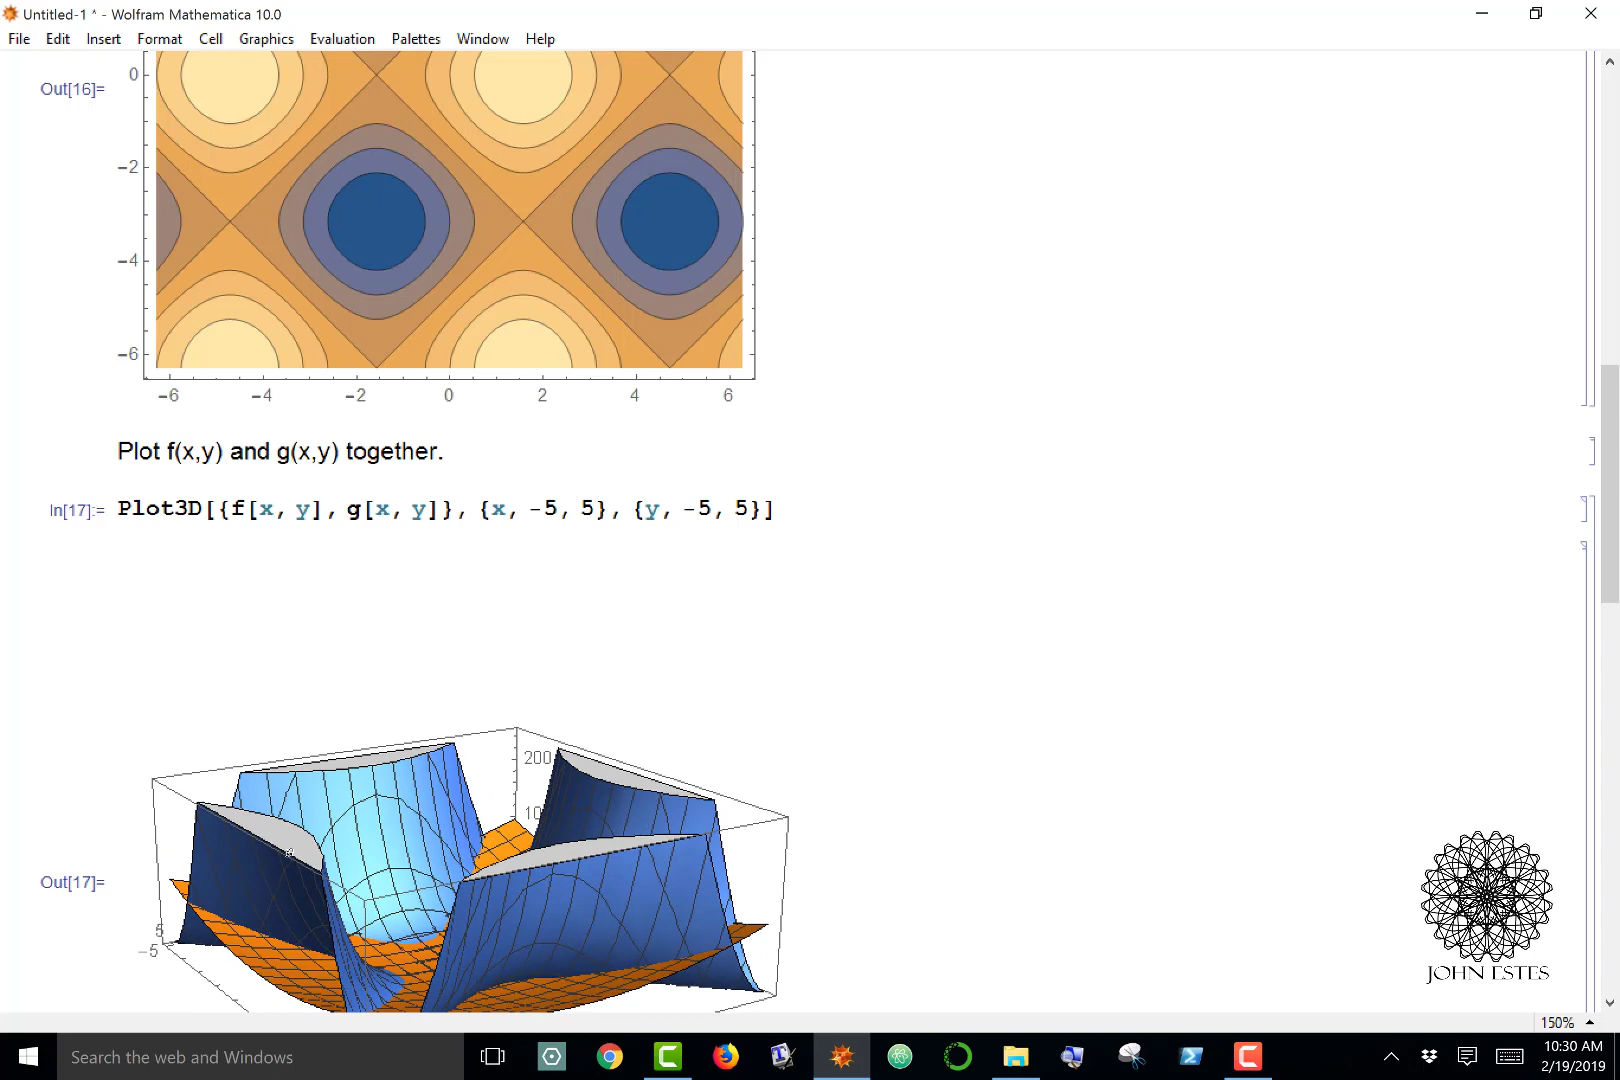 Untitled-1 * - Wolfram Mathematica 10.0
File Edit Insert Format Cell Graphics Evaluation Palettes Window Help
Out[16]=
0
-2
-4
-6
-6 -4 -2 0 2 4 6
Plot f(x,y) and g(x,y) together.
In[17]:= Plot3D[{f[x, y], g[x, y]}, {x, -5, 5}, {y, -5, 5}]
200
10
Out[17]=
5
-5
JOHN ESTES
150%
Search the web and Windows
10:30 AM
2/19/2019